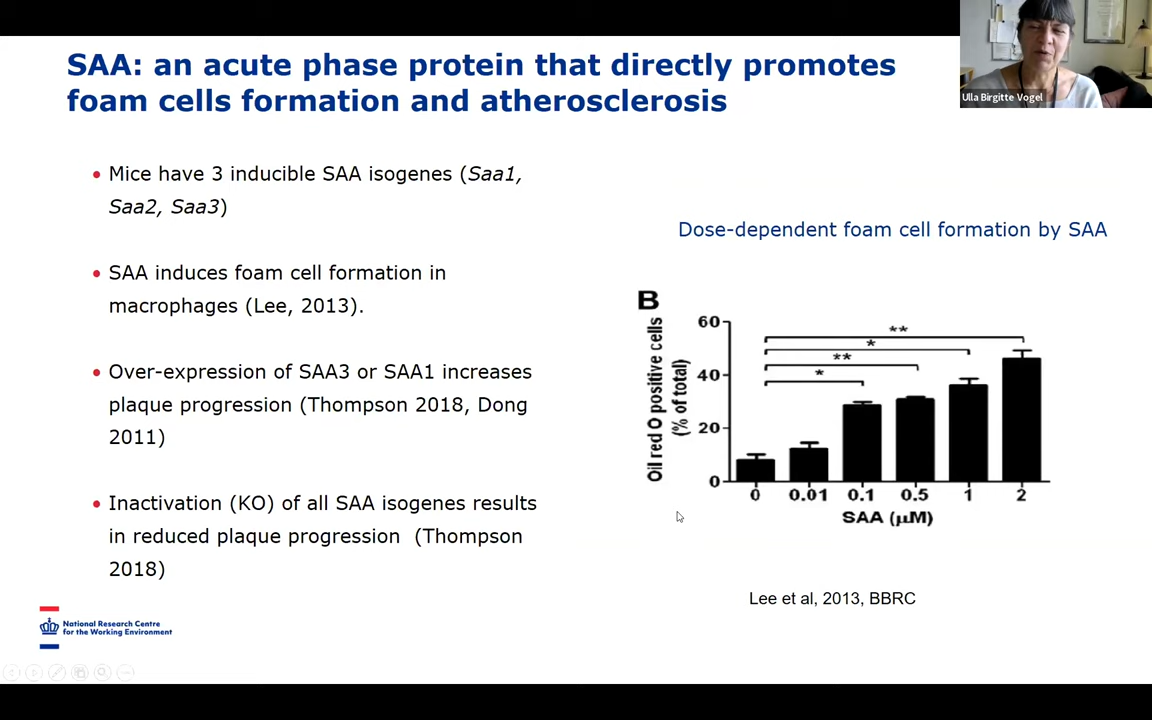 SAA: an acute phase protein that directly promotes
foam cells formation and atherosclerosis
Ulla Birgitte Vogel
• Mice have 3 inducible SAA isogenes (Saa1,
Saa2, Saa3)
• SAA induces foam cell formation in
macrophages (Lee, 2013).
• Over-expression of SAA3 or SAA1 increases
plaque progression (Thompson 2018, Dong
2011)
• Inactivation (KO) of all SAA isogenes results
in reduced plaque progression (Thompson
2018)
Dose-dependent foam cell formation by SAA
B
Oil red O positive cells
(% of total)
60
40
20
0
**
*
**
*
0 0.01 0.1 0.5 1 2
SAA (μM)
Lee et al, 2013, BBRC
National Research Centre
for the Working Environment